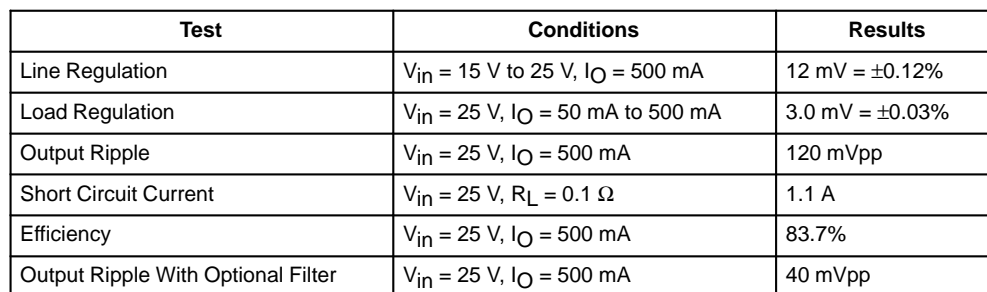 Test Conditions Results
Line Regulation Vin = 15 V to 25 V, IO = 500 mA 12 mV = ±0.12%
Load Regulation Vin = 25 V, IO = 50 mA to 500 mA 3.0 mV = ±0.03%
Output Ripple Vin = 25 V, IO = 500 mA 120 mVpp
Short Circuit Current Vin = 25 V, RL = 0.1 Ω 1.1 A
Efficiency Vin = 25 V, IO = 500 mA 83.7%
Output Ripple With Optional Filter Vin = 25 V, IO = 500 mA 40 mVpp